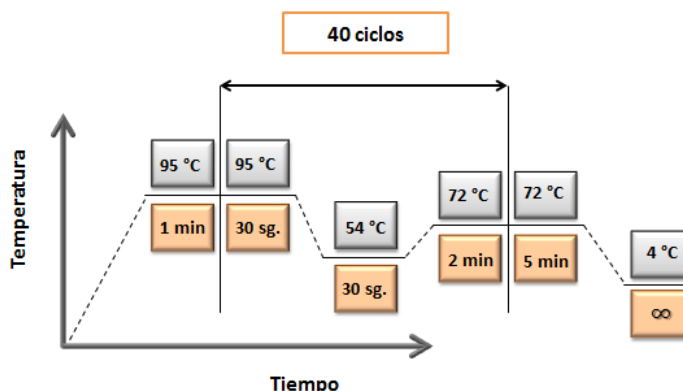 40 ciclos
Temperatura
95 °C
95 °C
1 min
30 sg.
54 °C
30 sg.
72 °C
72 °C
2 min
5 min
4 °C
∞
Tiempo